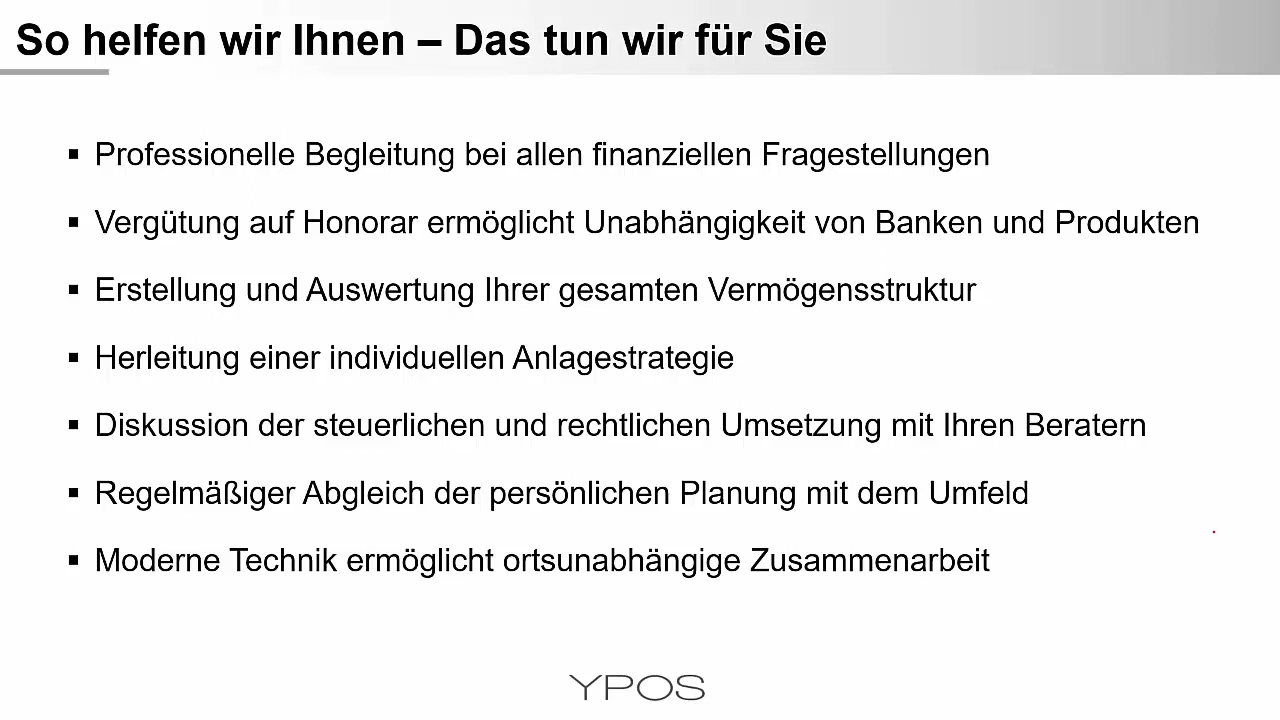 So helfen wir Ihnen – Das tun wir für Sie
▪ Professionelle Begleitung bei allen finanziellen Fragestellungen
▪ Vergütung auf Honorar ermöglicht Unabhängigkeit von Banken und Produkten
▪ Erstellung und Auswertung Ihrer gesamten Vermögensstruktur
▪ Herleitung einer individuellen Anlagestrategie
▪ Diskussion der steuerlichen und rechtlichen Umsetzung mit Ihren Beratern
▪ Regelmäßiger Abgleich der persönlichen Planung mit dem Umfeld
▪ Moderne Technik ermöglicht ortsunabhängige Zusammenarbeit
YPOS